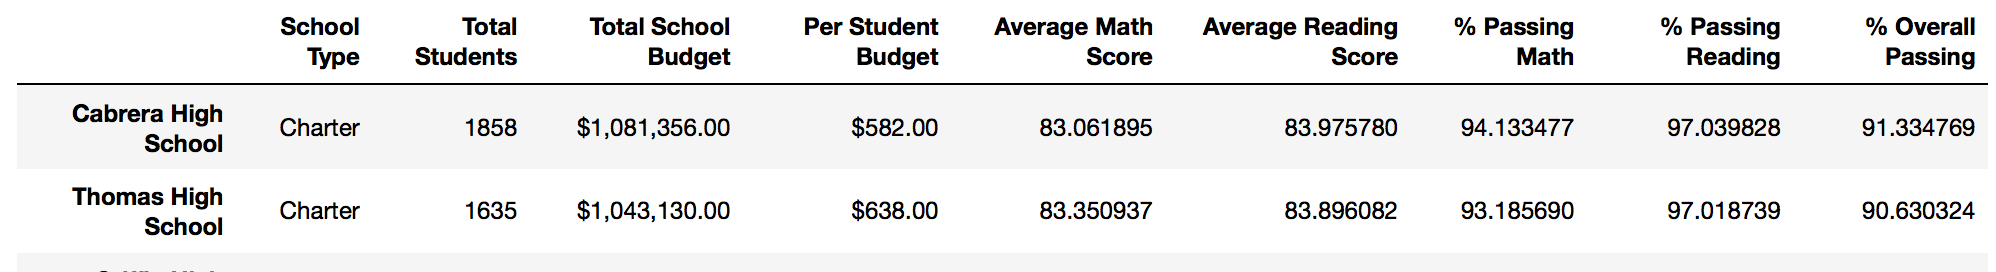 School Type Total Students Total School Budget Per Student Budget Average Math Score Average Reading Score % Passing Math % Passing Reading % Overall Passing
Cabrera High School Charter 1858 $1,081,356.00 $582.00 83.061895 83.975780 94.133477 97.039828 91.334769
Thomas High School Charter 1635 $1,043,130.00 $638.00 83.350937 83.896082 93.185690 97.018739 90.630324